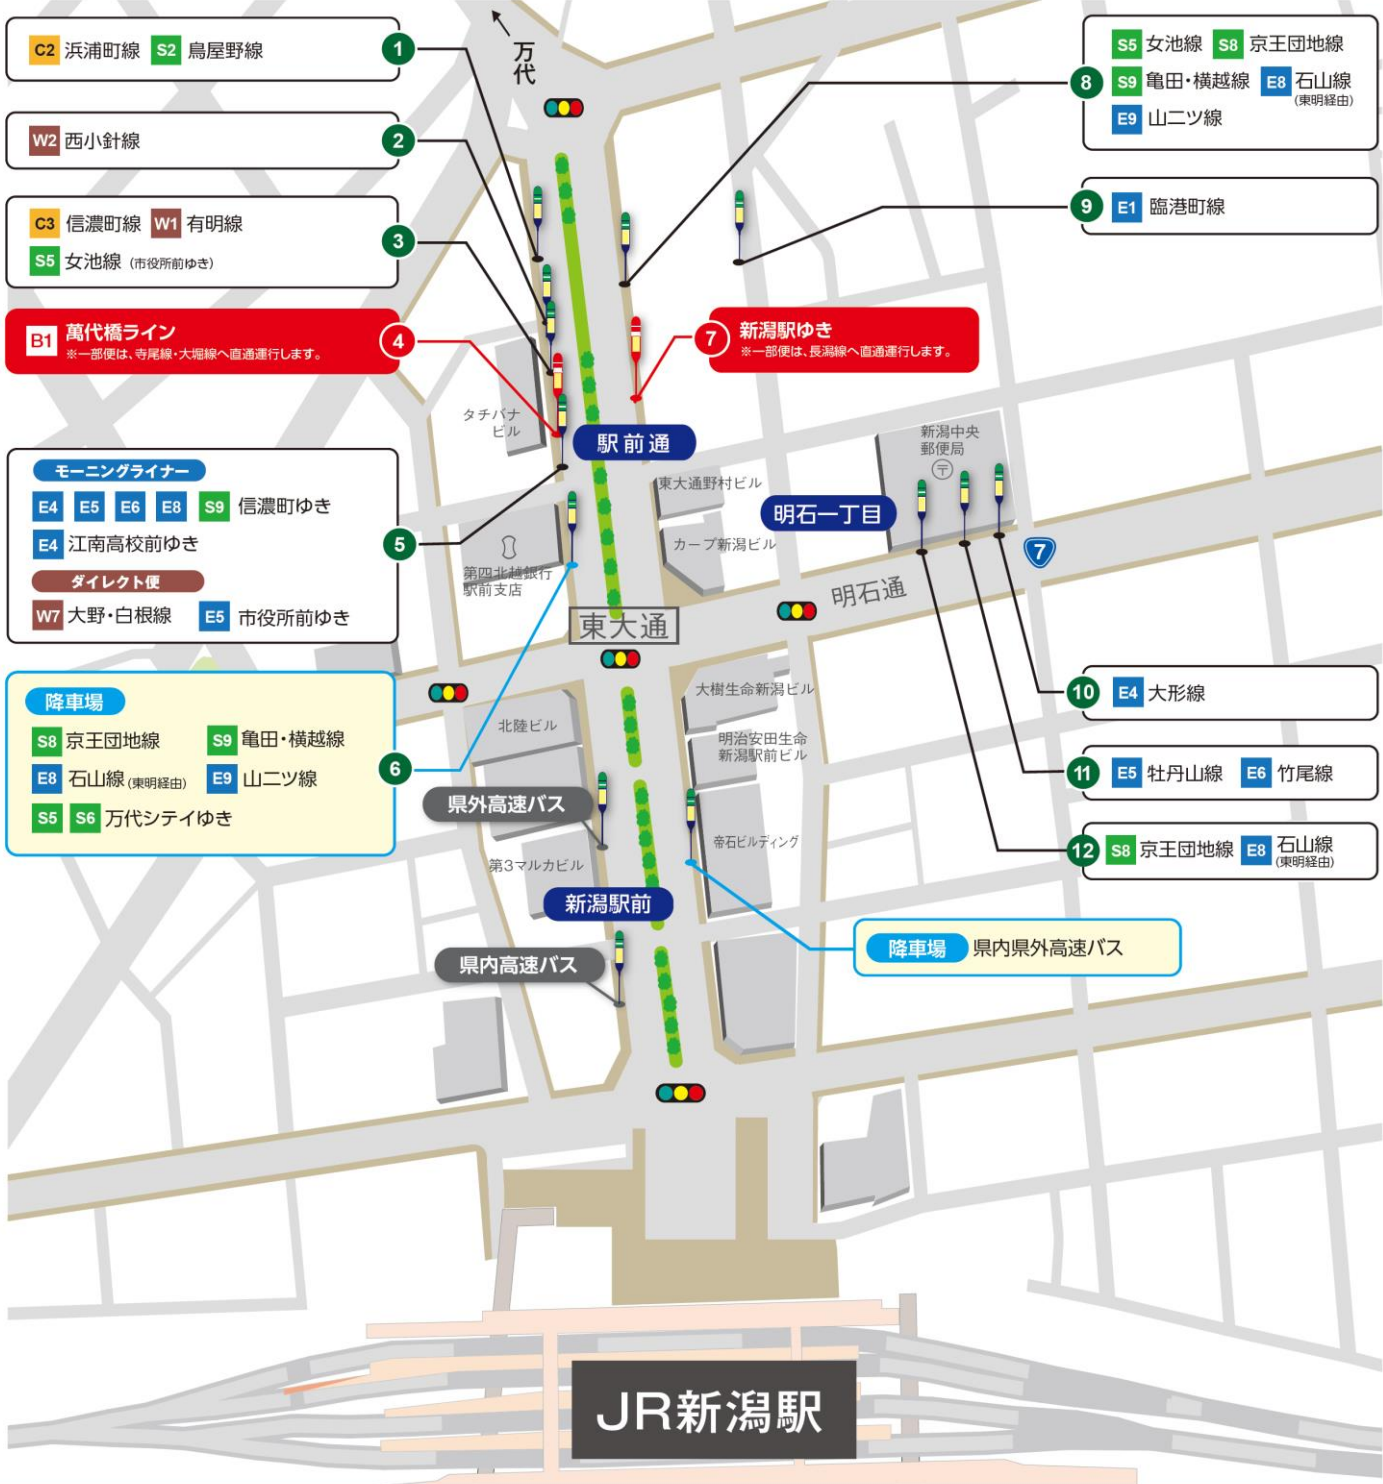 万代
C2 浜浦町線 S2 鳥屋野線 1
W2 西小針線 2
C3 信濃町線 W1 有明線
S5 女池線 (市役所前ゆき)
3
B1 萬代橋ライン
※一部便は、寺尾線・大堀線へ直通運行します。
4
モーニングライナー
E4 E5 E6 E8 S9 信濃町ゆき
E4 江南高校前ゆき
5
ダイレクト便
W7 大野・白根線 E5 市役所前ゆき
降車場
S8 京王団地線 S9 亀田・横越線
E8 石山線(東明経由) E9 山二ツ線
6
S5 S6 万代シテイゆき
S5 女池線 S8 京王団地線
8
S9 亀田・横越線 E8 石山線
(東明経由)
E9 山二ツ線
9 E1 臨港町線
7 新潟駅ゆき
※一部便は、長潟線へ直通運行します。
タチバナ
ビル
駅前通
新潟中央
郵便局
〒
東大通野村ビル
明石一丁目
カープ新潟ビル
7
第四北越銀行
駅前支店
明石通
東大通
10 E4 大形線
大樹生命新潟ビル
北陸ビル
明治安田生命
新潟駅前ビル
11 E5 牡丹山線 E6 竹尾線
県外高速バス
帝石ビルディング
12 S8 京王団地線 E8 石山線
(東明経由)
第3マルカビル
新潟駅前
降車場 県内県外高速バス
県内高速バス
JR新潟駅